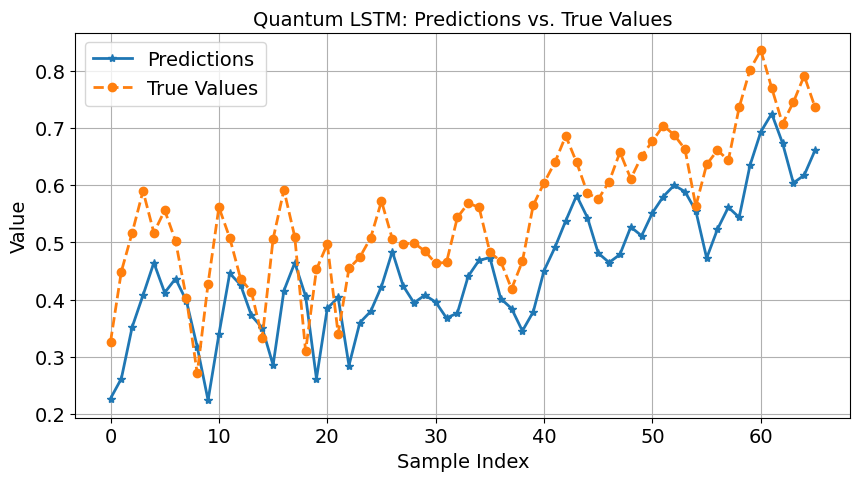 Quantum LSTM: Predictions vs. True Values
Predictions
True Values
Value
0.8
0.7
0.6
0.5
0.4
0.3
0.2
0 10 20 30 40 50 60
Sample Index